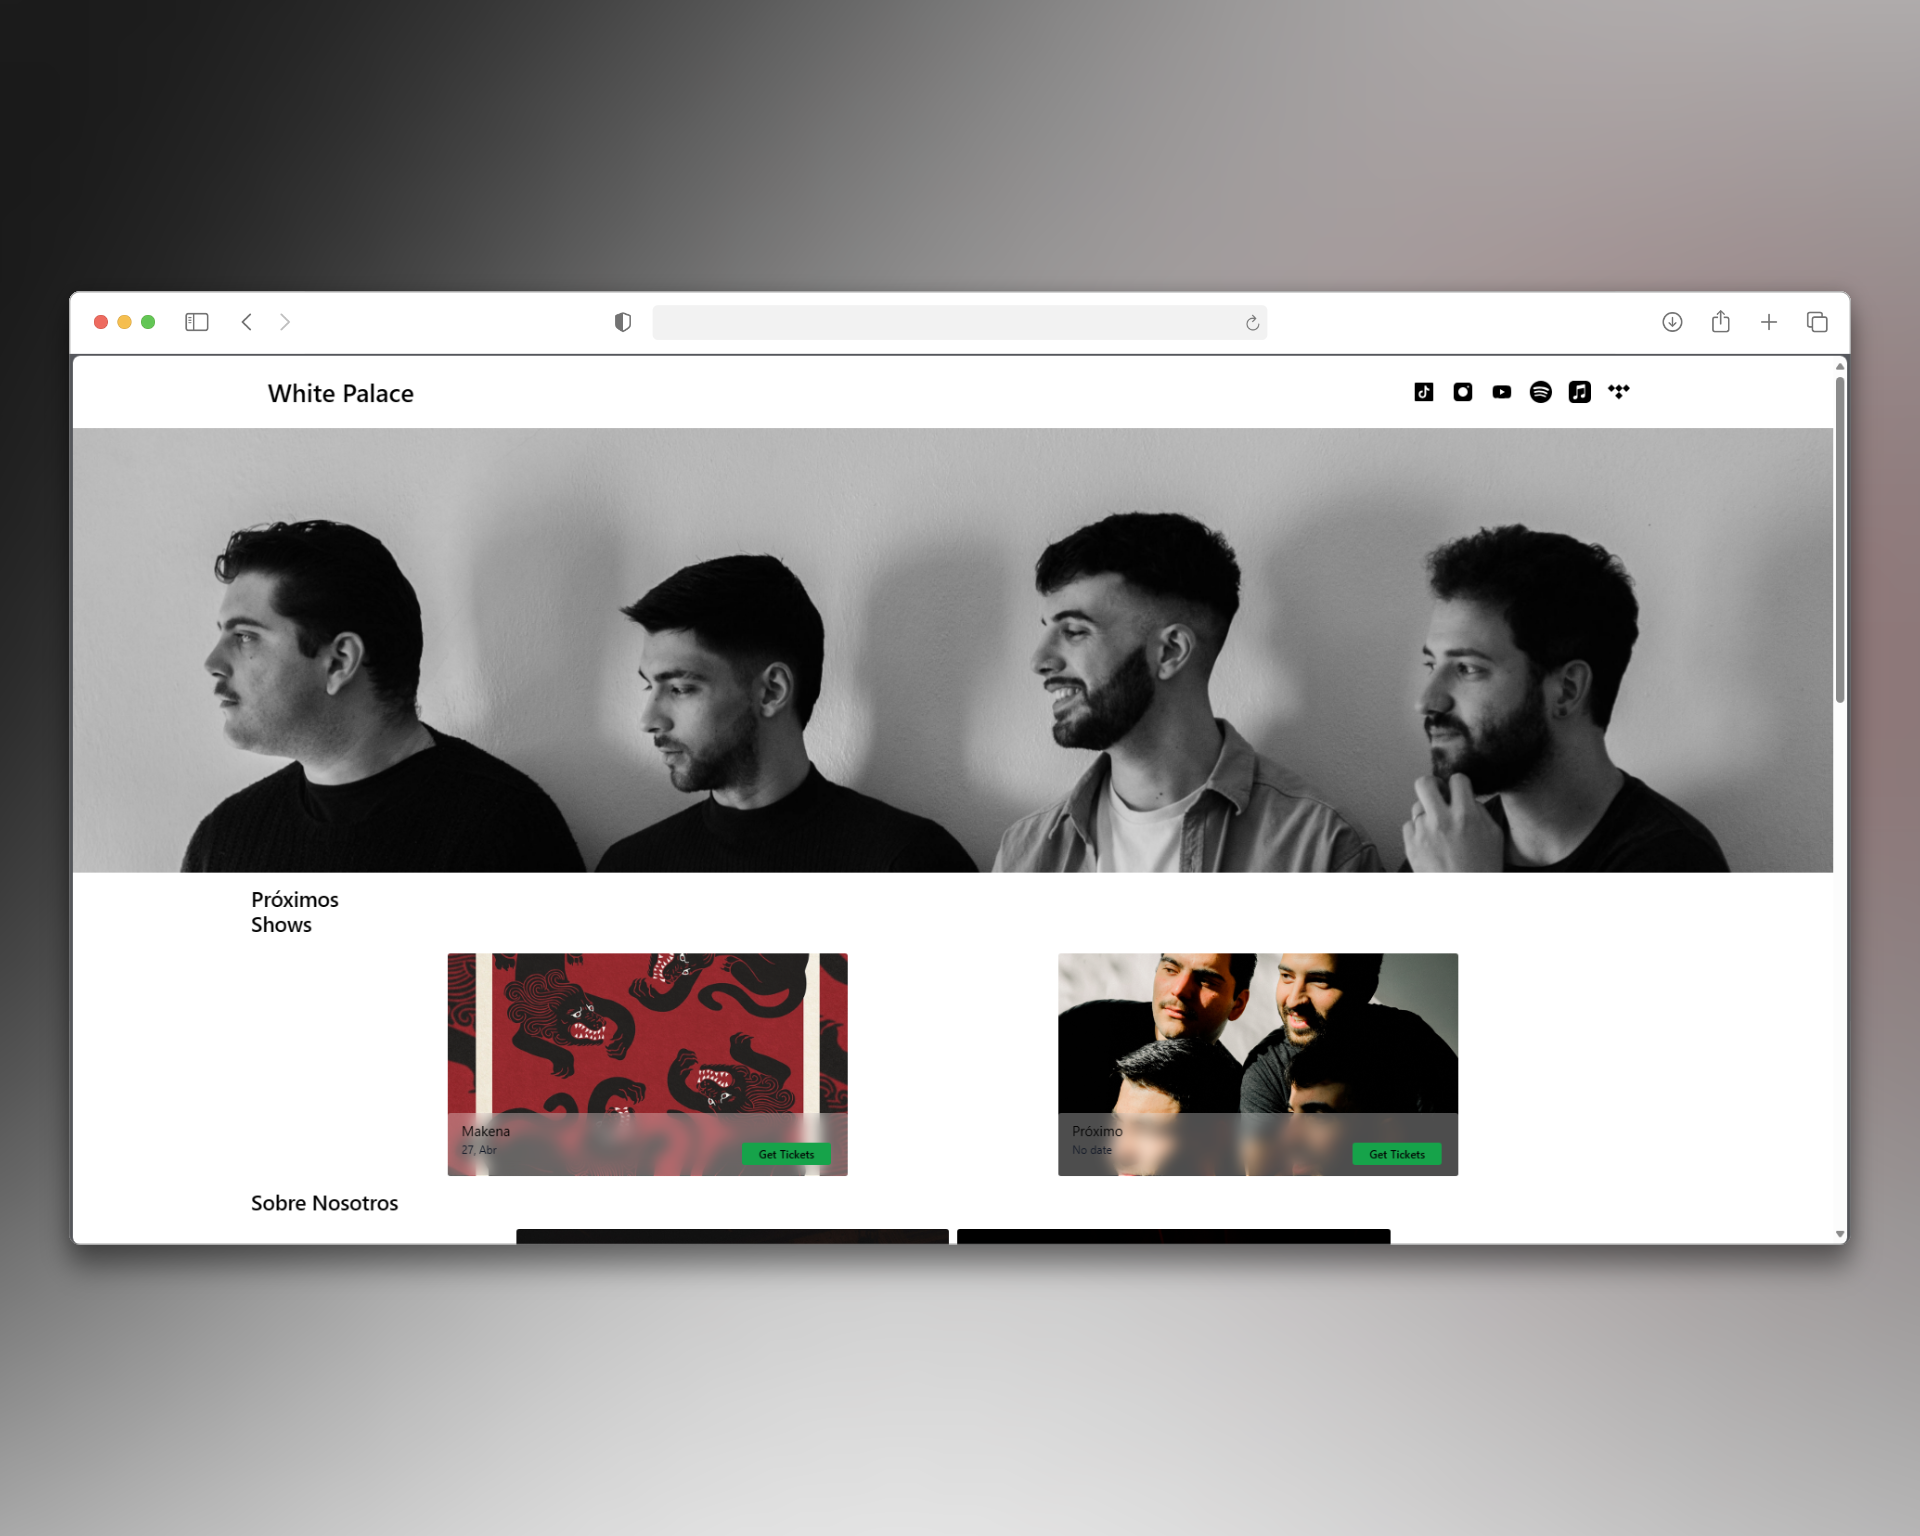 White Palace
Próximos
Shows
Makena
27, Abr
Get Tickets
Próximo
No date
Get Tickets
Sobre Nosotros